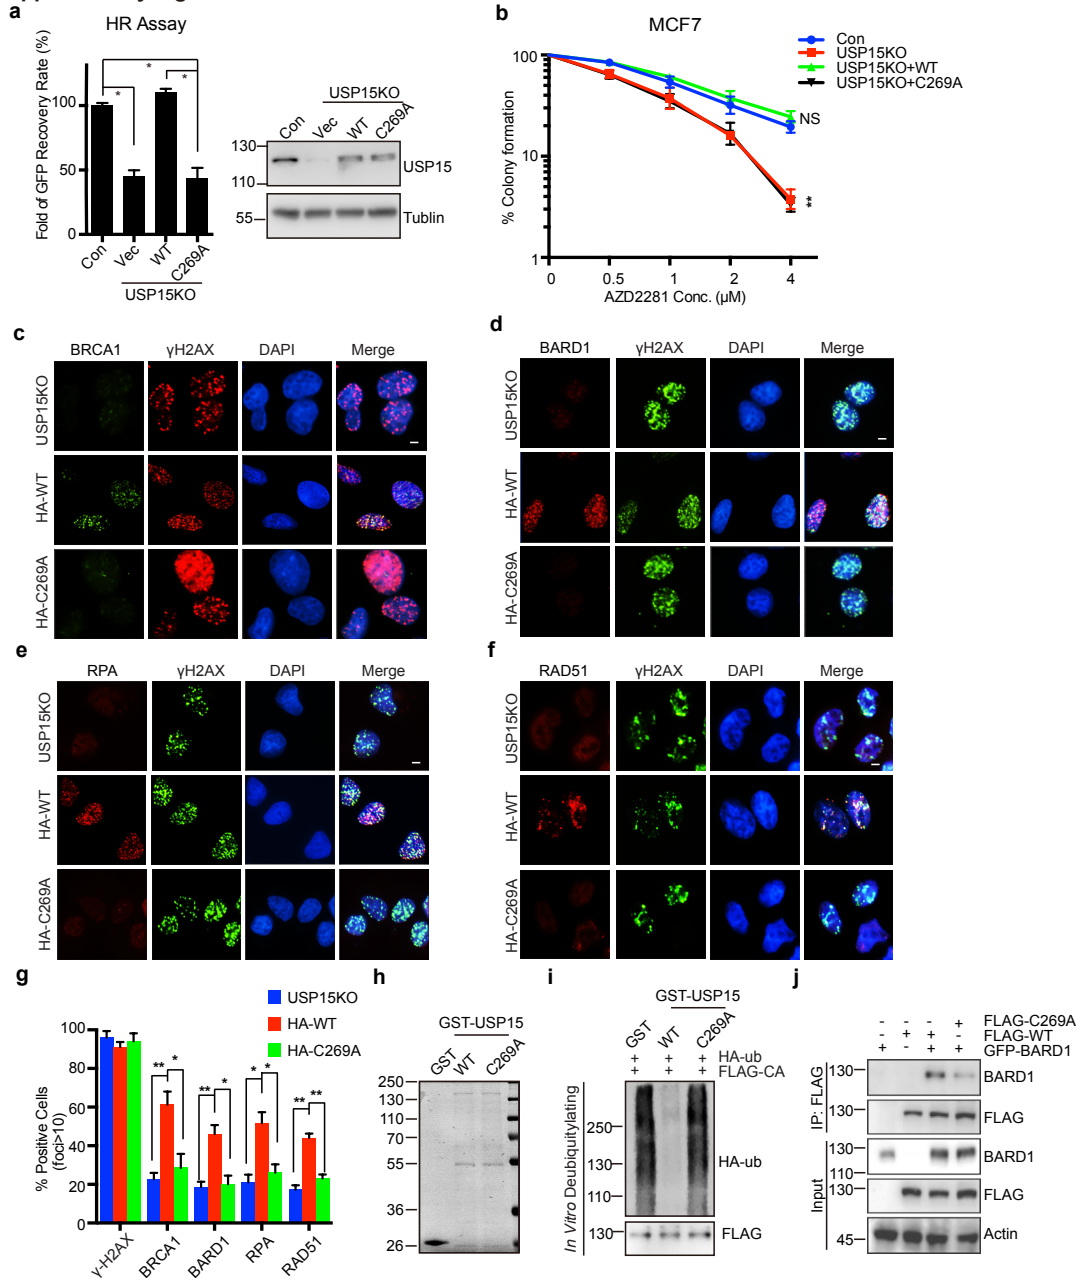 a
HR Assay
Fold of GFP Recovery Rate (%)
100
50
0
*
*
*
Con
Vec
WT
C269A
USP15KO
USP15KO
Con
Vec
WT
C269A
130
110
USP15
55
Tublin
b
MCF7
% Colony formation
100
10
1
0
0.5
1
2
4
AZD2281 Conc. (µM)
Con
USP15KO
USP15KO+WT
USP15KO+C269A
NS
**
c
BRCA1 γH2AX DAPI Merge
USP15KO
HA-WT
HA-C269A
d
BARD1 γH2AX DAPI Merge
USP15KO
HA-WT
HA-C269A
e
RPA γH2AX DAPI Merge
USP15KO
HA-WT
HA-C269A
f
RAD51 γH2AX DAPI Merge
USP15KO
HA-WT
HA-C269A
g
USP15KO
HA-WT
HA-C269A
% Positive Cells
(foci>10)
100
80
60
40
20
0
** *
** *
* *
** **
γ-H2AX
BRCA1
BARD1
RPA
RAD51
h
GST-USP15
GST
WT
C269A
250
130
110
70
55
36
26
i
GST-USP15
GST
WT
C269A
+ + + HA-ub
+ + + FLAG-CA
In Vitro Deubiquitylating
250
130
110
HA-ub
130
FLAG
j
- - - + FLAG-C269A
- + + - FLAG-WT
+ - + + GFP-BARD1
IP: FLAG
130 BARD1
130 FLAG
Input
130 BARD1
110
130 FLAG
45 Actin